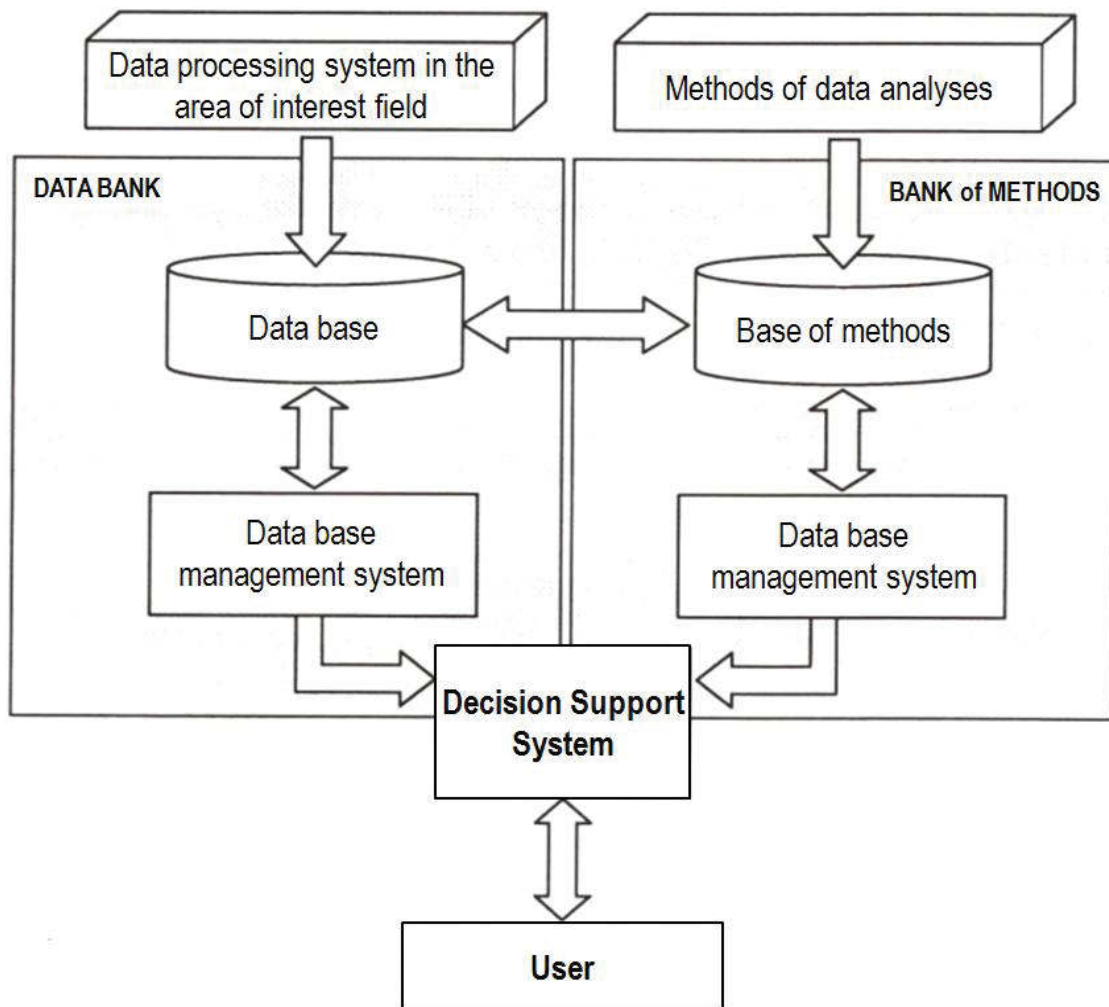 Data processing system in the
area of interest field
Methods of data analyses
DATA BANK
BANK of METHODS
Data base
Base of methods
Data base
management system
Data base
management system
Decision Support
System
User